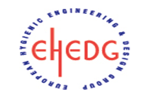 EUROPEAN HYGIENIC ENGINEERING & DESIGN GROUP
EHEDG